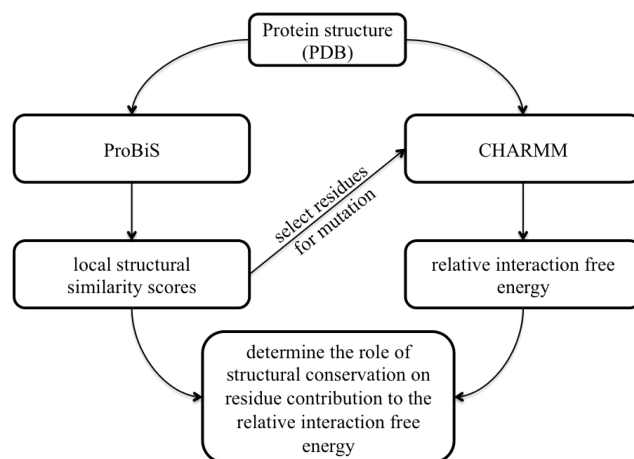 Protein structure
(PDB)
ProBiS
CHARMM
select residues
for mutation
local structural
similarity scores
relative interaction free
energy
determine the role of
structural conservation on
residue contribution to the
relative interaction free
energy